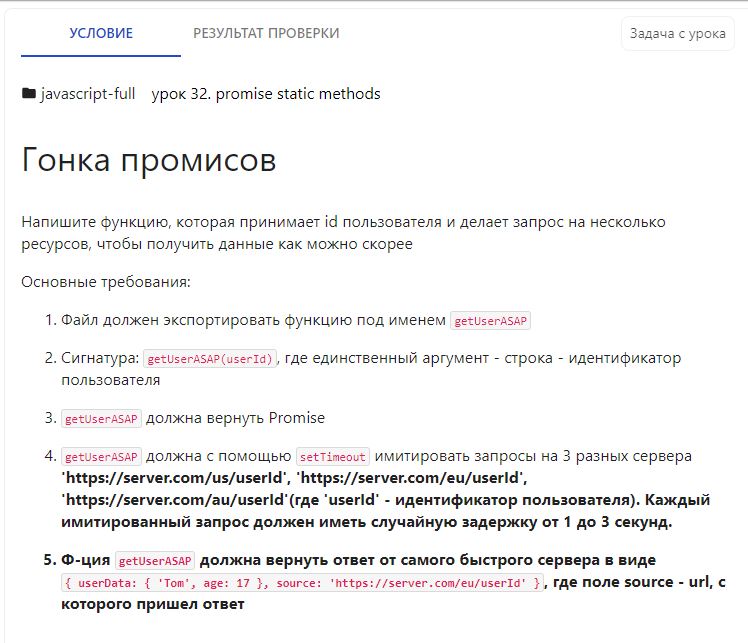 УСЛОВИЕ РЕЗУЛЬТАТ ПРОВЕРКИ Задача с урока
javascript-full урок 32. promise static methods
Гонка промисов
Напишите функцию, которая принимает id пользователя и делает запрос на несколько
ресурсов, чтобы получить данные как можно скорее
Основные требования:
1. Файл должен экспортировать функцию под именем getUserASAP
2. Сигнатура: getUserASAP(userId), где единственный аргумент - строка - идентификатор
пользователя
3. getUserASAP должна вернуть Promise
4. getUserASAP должна с помощью setTimeout имитировать запросы на 3 разных сервера
'https://server.com/us/userId', 'https://server.com/eu/userId',
'https://server.com/au/userId'(где 'userId' - идентификатор пользователя). Каждый
имитированный запрос должен иметь случайную задержку от 1 до 3 секунд.
5. Ф-ция getUserASAP должна вернуть ответ от самого быстрого сервера в виде
{ userData: { 'Tom', age: 17 }, source: 'https://server.com/eu/userId' }, где поле source - url, с
которого пришел ответ